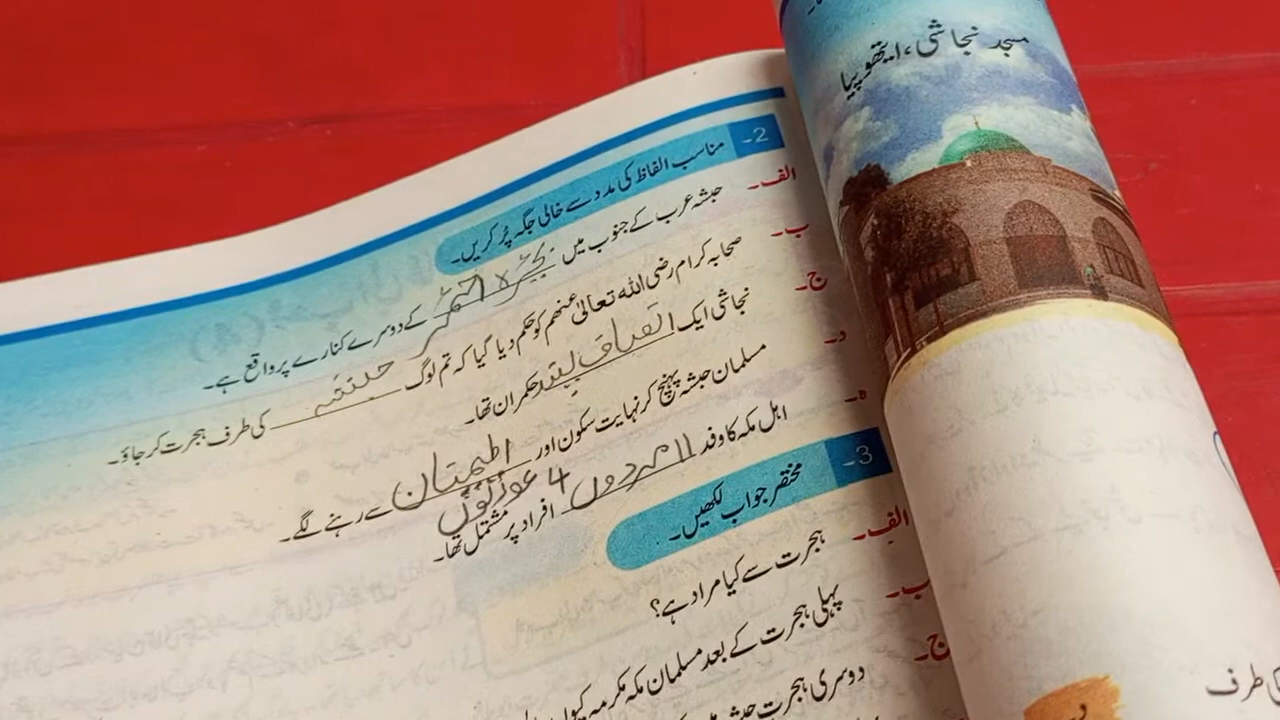 مسجد نجاشی، ایتھوپیا
2۔ مناسب الفاظ کی مدد سے خالی جگہ پُر کریں۔
الف۔ حبشہ عرب کے جنوب میں بحیرہ احمر کے دوسرے کنارے پر واقع ہے۔
ب۔ صحابہ کرام رضی اللہ تعالیٰ عنھم کو حکم دیا گیا کہ تم لوگ حبشہ کی طرف ہجرت کر جاؤ۔
ج۔ نجاشی ایک انصاف پسند حکمران تھا۔
د۔ مسلمان حبشہ پہنچ کر نہایت سکون اور اطمینان سے رہنے لگے۔
ہ۔ اہل مکہ کا وفد 11 مردوں 4 عورتوں افراد پر مشتمل تھا۔
3۔ مختصر جواب لکھیں۔
الف۔ ہجرت سے کیا مراد ہے؟
ب۔ پہلی ہجرت کے بعد مسلمان مکہ مکرمہ کیوں
ج۔ دوسری ہجرت حبشہ میں
کی طرف